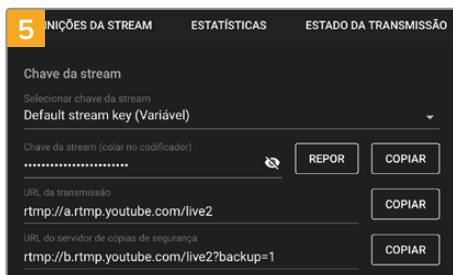 5
INIÇÕES DA STREAM ESTATÍSTICAS ESTADO DA TRANSMISSÃO
Chave da stream
Selecionar chave da stream
Default stream key (Variável)
Chave da stream (colar no codificador)
••••••••••••••••••••••••
REPOR COPIAR
URL da transmissão
rtmp://a.rtmp.youtube.com/live2
COPIAR
URL do servidor de cópias de segurança
rtmp://b.rtmp.youtube.com/live2?backup=1
COPIAR